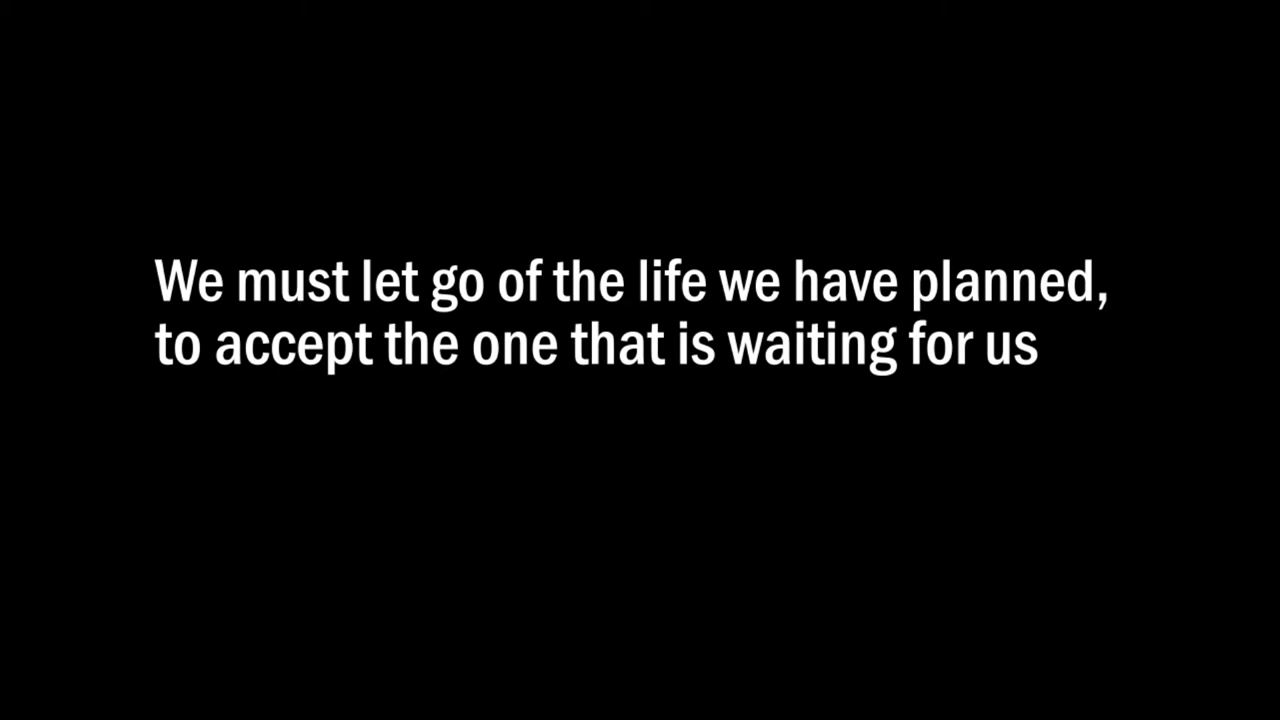 We must let go of the life we have planned,
to accept the one that is waiting for us